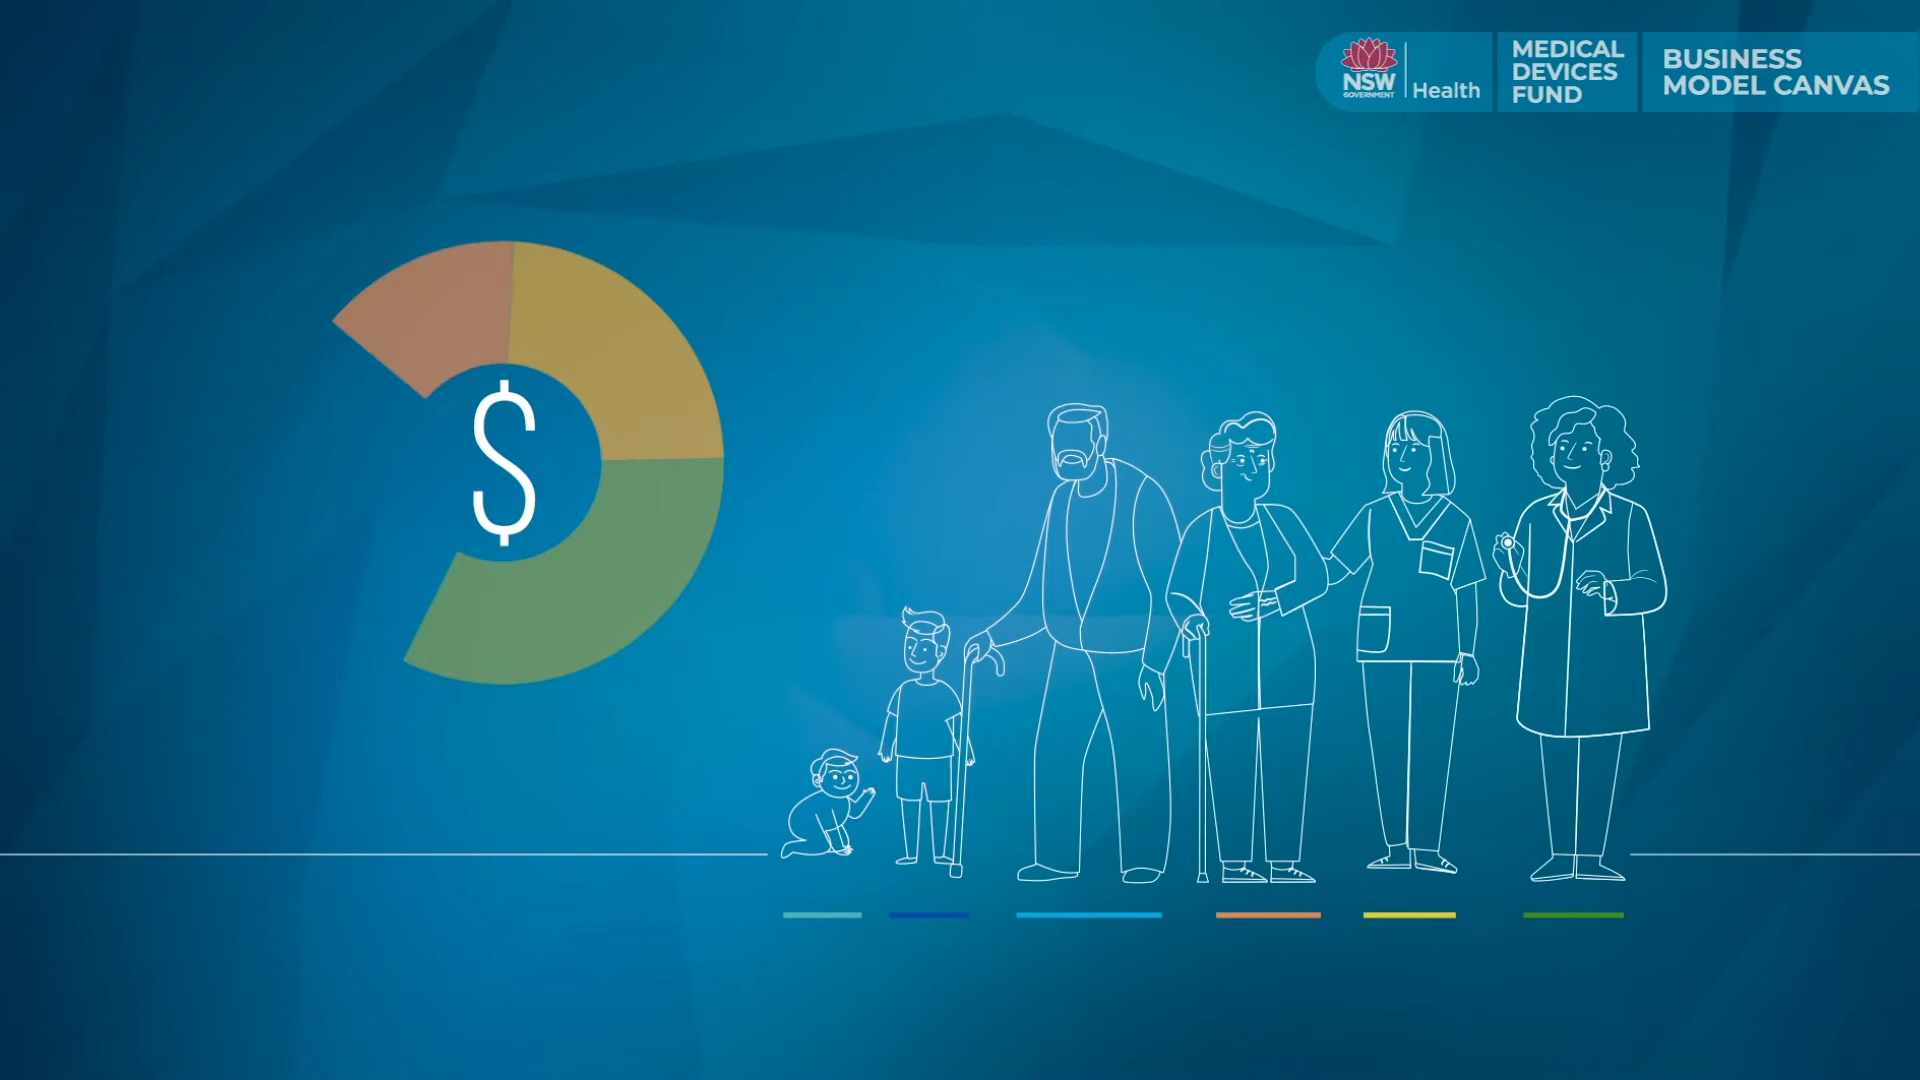 NSW
GOVERNMENT
Health
MEDICAL
DEVICES
FUND
BUSINESS
MODEL CANVAS
$